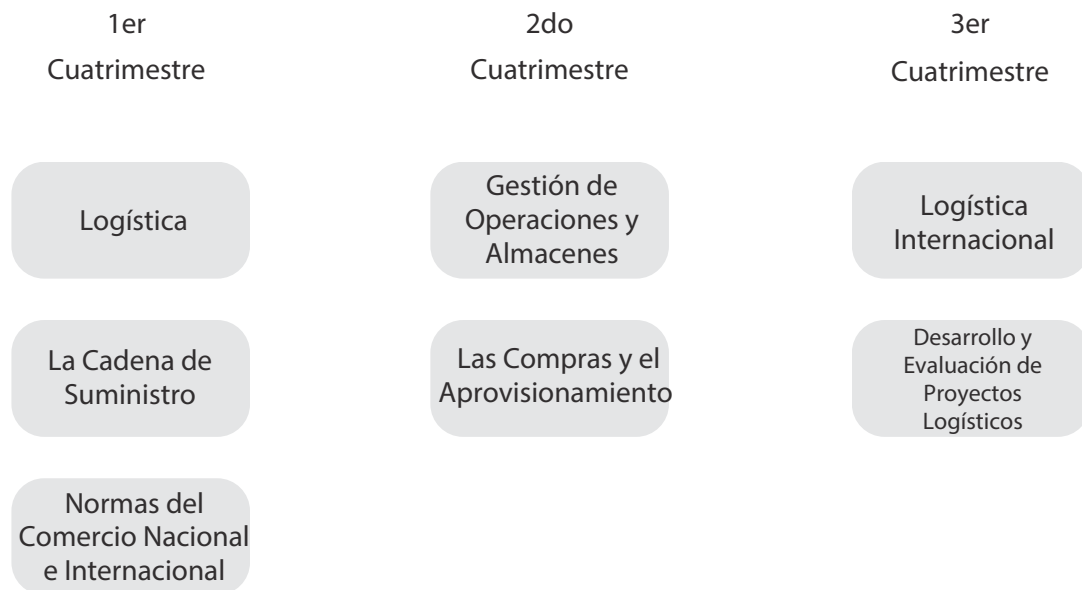 1er
Cuatrimestre
2do
Cuatrimestre
3er
Cuatrimestre
Logística
Gestión de
Operaciones y
Almacenes
Logística
Internacional
La Cadena de
Suministro
Las Compras y el
Aprovisionamiento
Desarrollo y
Evaluación de
Proyectos
Logísticos
Normas del
Comercio Nacional
e Internacional